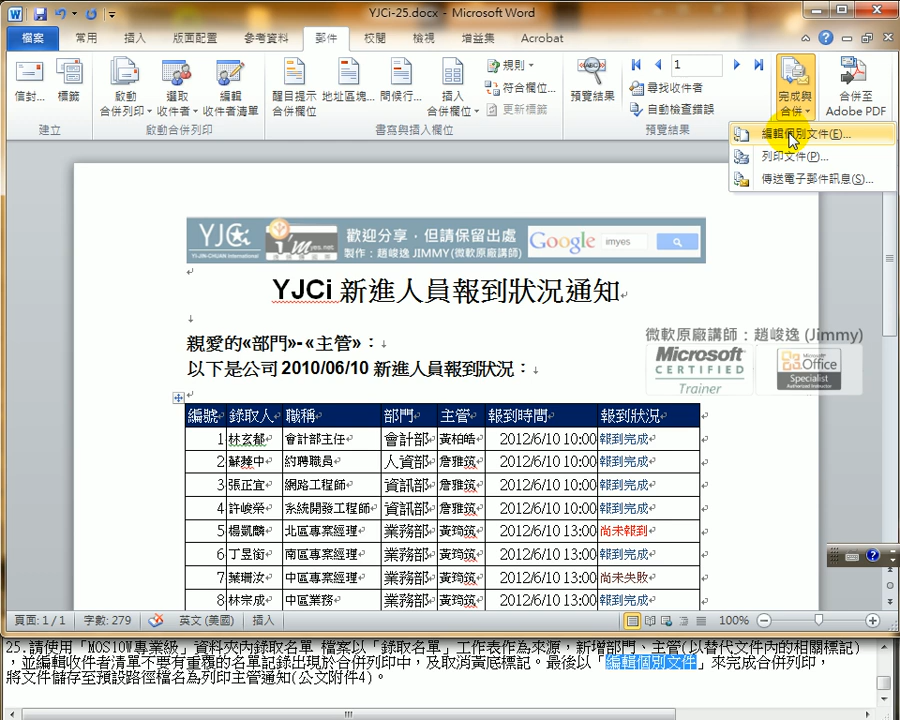 YJCi-25.docx - Microsoft Word
檔案 常用 插入 版面配置 參考資料 郵件 校閱 檢視 增益集 Acrobat
信封... 標籤 啟動合併列印 選取收件者 編輯收件者清單 醒目提示合併欄位 地址區塊... 問候行... 插入合併欄位 規則 符合欄位... 更新標籤 預覽結果 1 尋找收件者 自動檢查錯誤 完成與合併 合併至 Adobe PDF
建立 啟動合併列印 書寫與插入欄位 預覽結果
編輯個別文件(E)...
列印文件(P)...
傳送電子郵件訊息(S)...
YJCi YI-JIN-CHUAN International i'm yes.net 歡迎分享，但請保留出處 Google imyes
製作：趙峻逸 JIMMY(微軟原廠講師)
YJCi 新進人員報到狀況通知
微軟原廠講師：趙峻逸 (Jimmy)
Microsoft CERTIFIED Trainer
Microsoft Office Specialist
親愛的«部門»-«主管»：
以下是公司 2010/06/10 新進人員報到狀況：
編號 錄取人 職稱 部門 主管 報到時間 報到狀況
1 林玄郁 會計部主任 會計部 黃柏皓 2012/6/10 10:00 報到完成
2 蘇中 約聘職員 人資部 詹雅筑 2012/6/10 10:00 報到完成
3 張正宜 網路工程師 資訊部 詹雅筑 2012/6/10 10:00 報到完成
4 許峻榮 系統開發工程師 資訊部 詹雅筑 2012/6/10 10:00 報到完成
5 楊凱麟 北區專案經理 業務部 黃筠筑 2012/6/10 13:00 尚未報到
6 丁昱銜 南區專案經理 業務部 黃筠筑 2012/6/10 13:00 報到完成
7 葉珊汝 中區專案經理 業務部 黃筠筑 2012/6/10 13:00 尚未失敗
8 林宗成 中區業務 業務部 黃筠筑 2012/6/10 13:00 報到完成
頁面: 1 / 1 字數: 279 英文 (美國) 插入 100%
25.請使用「MOS10W專業級」資料夾內錄取名單 檔案以「錄取名單」工作表作為來源，新增部門、主管(以替代文件內的相關標記)
，並編輯收件者清單不要有重覆的名單記錄出現於合併列印中，及取消黃底標記。最後以「編輯個別文件」來完成合併列印，
將文件儲存至預設路徑檔名為列印主管通知(公文附件4)。